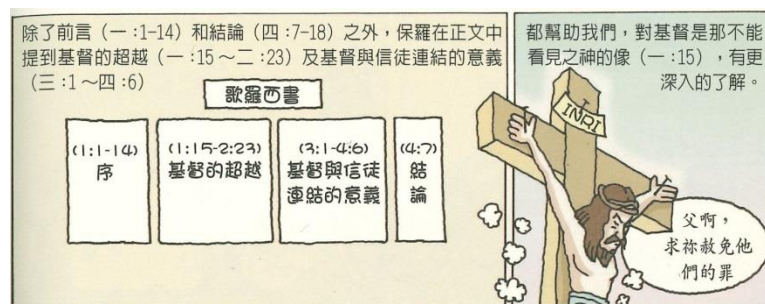 除了前言（一:1–14）和結論（四:7–18）之外，保羅在正文中
提到基督的超越（一:15～二:23）及基督與信徒連結的意義
（三:1～四:6）
歌羅西書
(1:1-14)
序
(1:15-2:23)
基督的超越
(3:1-4:6)
基督與信徒
連結的意義
(4:7)
結
論
都幫助我們，對基督是那不能
看見之神的像（一:15），有更
深入的了解。
INRI
父啊，
求祢赦免他
們的罪